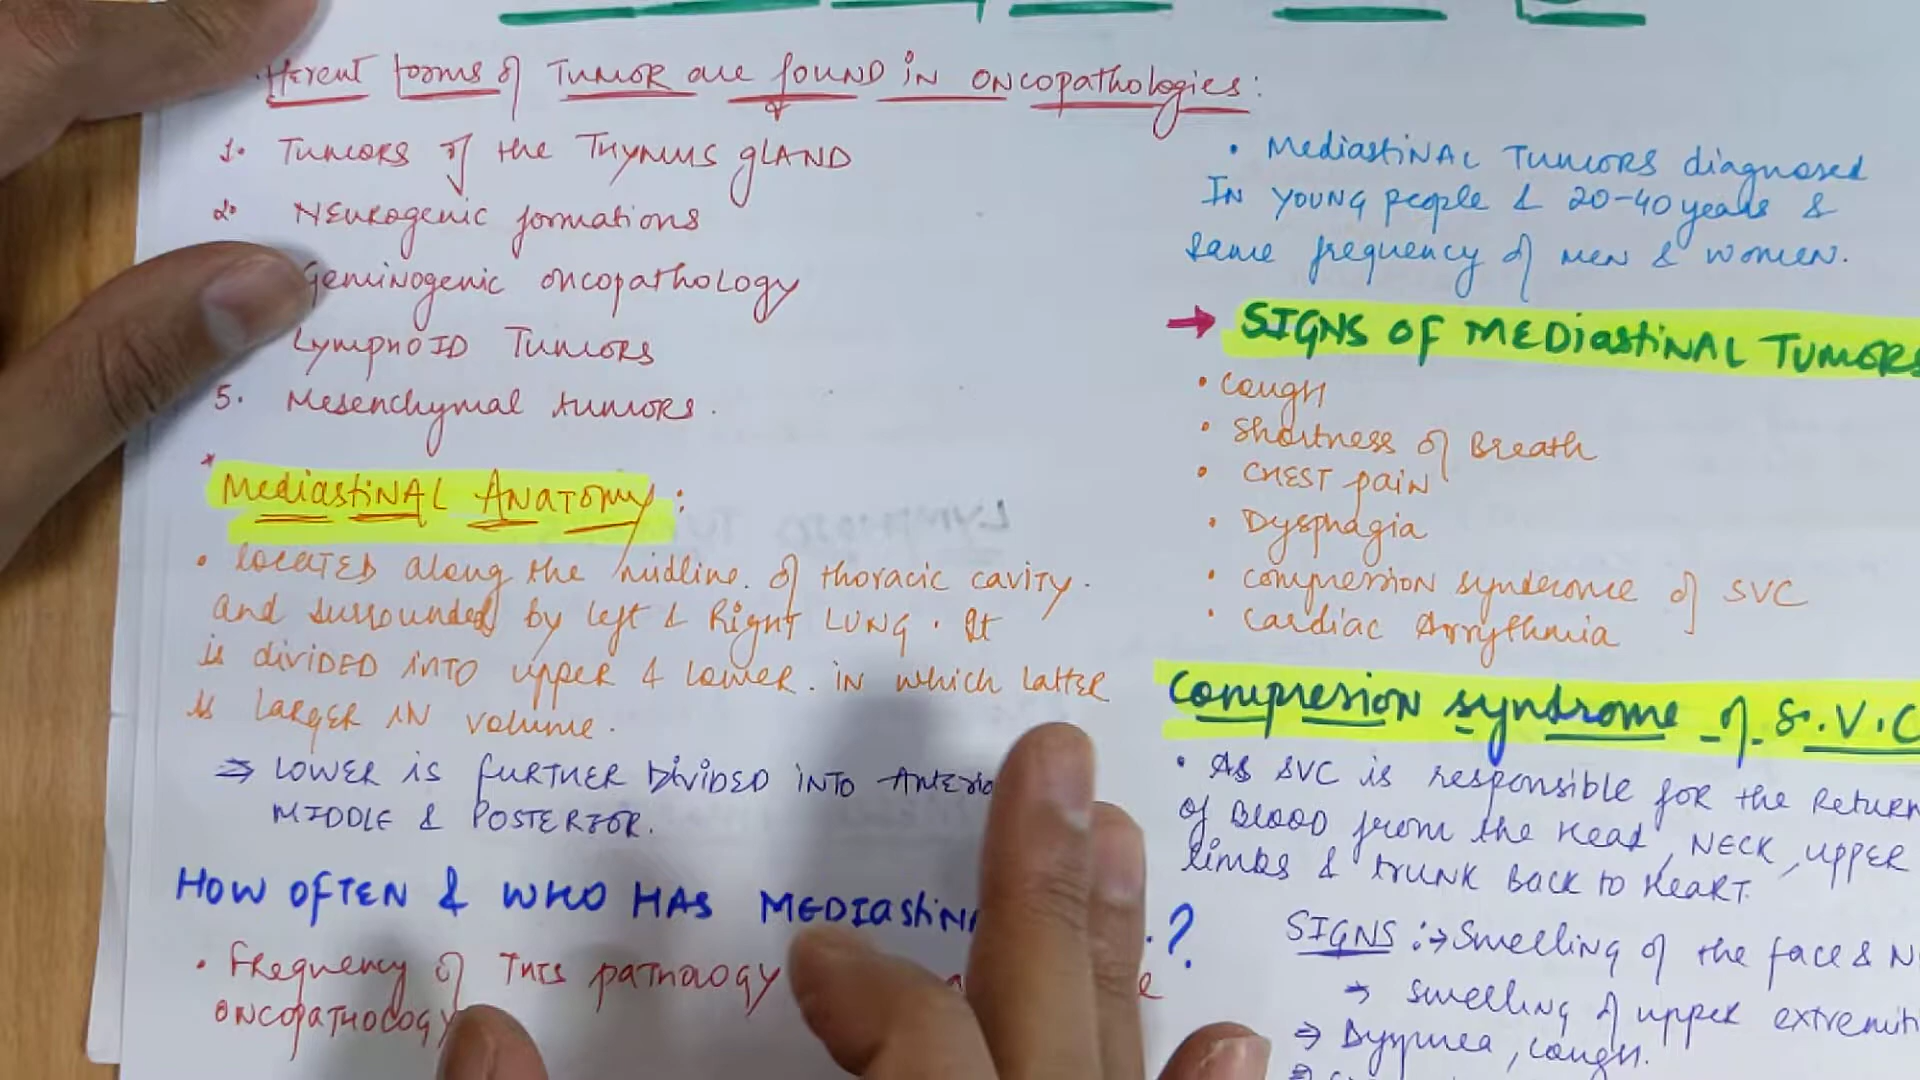 forms of TUMOR are found in oncopathologies:
1. TUMORS of the THYMUS GLAND
2. NEUROGENIC formations
Geminogenic oncopathology
Lymphoid Tumors
5. Mesenchymal tumors.
* Mediastinal Anatomy:
• LOCATED along the midline. of thoracic cavity.
and surrounded by left & Right LUNG. It
is divided into upper & lower. in which latter
is larger in volume.
⇒ LOWER is FURTHER DIVIDED INTO
MIDDLE & POSTERIOR.
HOW OFTEN & WHO HAS ?
• Frequency of This pathology
ONCOPATHOLOGY
• Mediastinal Tumors diagnosed
In YOUNG people & 20-40 years &
same frequency of men & women.
→ SIGNS OF MEDIASTINAL TUMORS
• Cough
• Shortness of Breath
• CHEST pain
• Dysphagia
• compression syndrome of SVC
• cardiac Arrythmia
Compresion syndrome of S.V.C
• As SVC is responsible for the Return
of Blood from the Head, NECK, upper
limbs & trunk Back to Heart.
SIGNS :→ Swelling of the face &
→ swelling of upper
⇒ Dyspnea, cough.